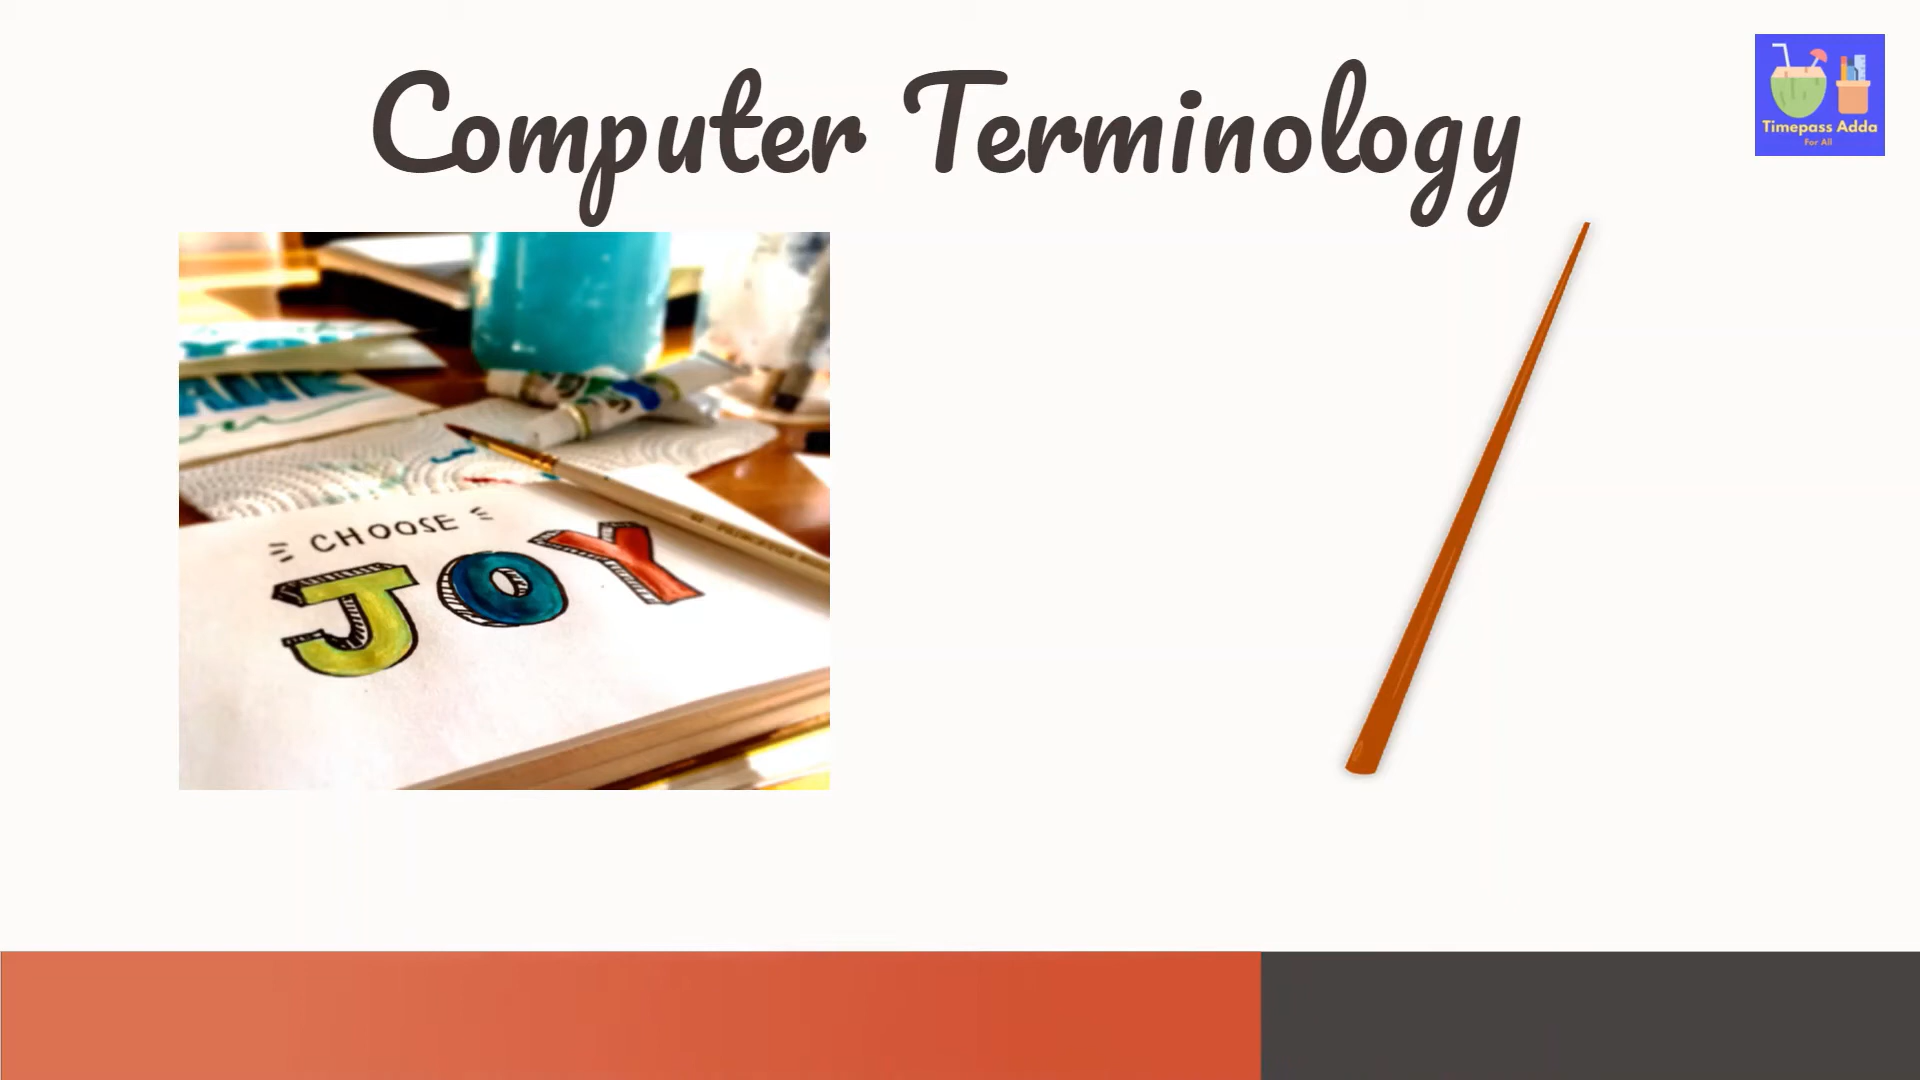 Computer Terminology
Timepass Adda
For All
CHOOSE
JOY